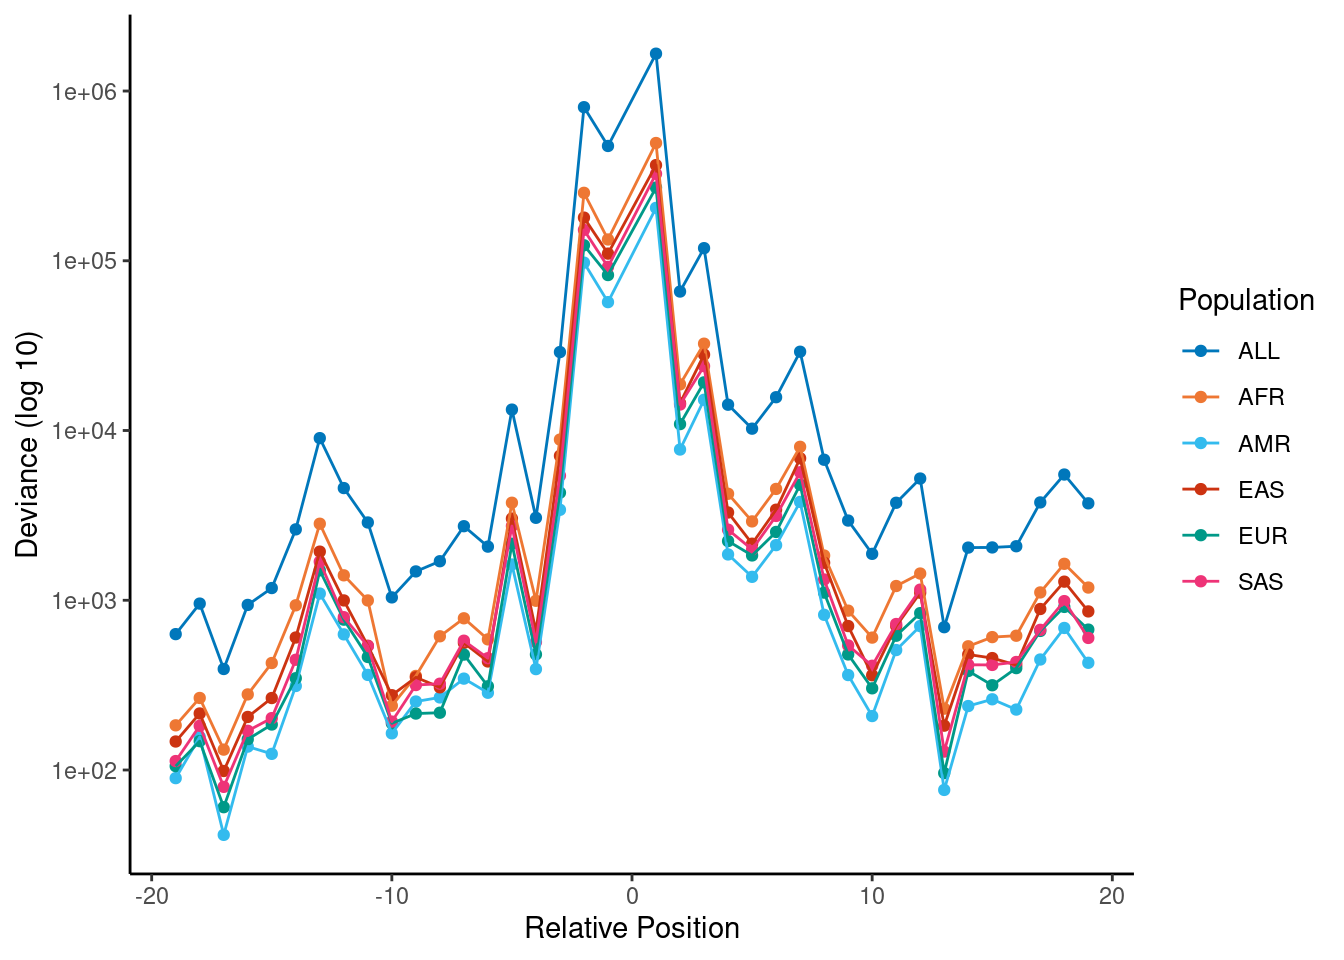 1e+06
1e+05
1e+04
1e+03
1e+02
Deviance (log 10)
-20
-10
0
10
20
Relative Position
Population
ALL
AFR
AMR
EAS
EUR
SAS